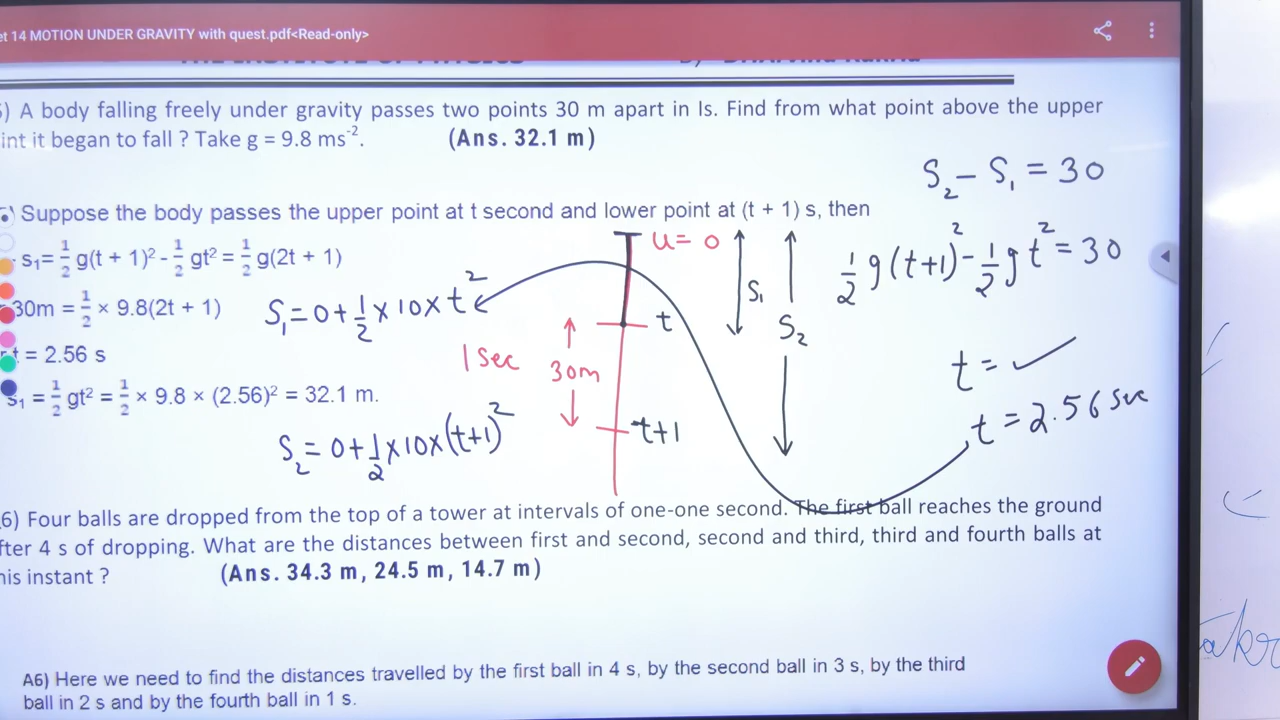 et 14 MOTION UNDER GRAVITY with quest.pdf<Read-only>
5) A body falling freely under gravity passes two points 30 m apart in Is. Find from what point above the upper
int it began to fall ? Take g = 9.8 ms⁻². (Ans. 32.1 m)
S₂ − S₁ = 30
Suppose the body passes the upper point at t second and lower point at (t + 1) s, then
u = 0
s₁= 1/2 g(t + 1)² - 1/2 gt² = 1/2 g(2t + 1)
1/2 g(t+1)² − 1/2 gt² = 30
30m = 1/2 × 9.8(2t + 1)
S₁ = 0 + 1/2 × 10 × t²
S₁
S₂
t
1 Sec
30m
t = ✓
t = 2.56 s
s₁ = 1/2 gt² = 1/2 × 9.8 × (2.56)² = 32.1 m.
t = 2.56 sec
S₂ = 0 + 1/2 × 10 × (t+1)²
t+1
6) Four balls are dropped from the top of a tower at intervals of one-one second. The first ball reaches the ground
fter 4 s of dropping. What are the distances between first and second, second and third, third and fourth balls at
his instant ? (Ans. 34.3 m, 24.5 m, 14.7 m)
A6) Here we need to find the distances travelled by the first ball in 4 s, by the second ball in 3 s, by the third
ball in 2 s and by the fourth ball in 1 s.